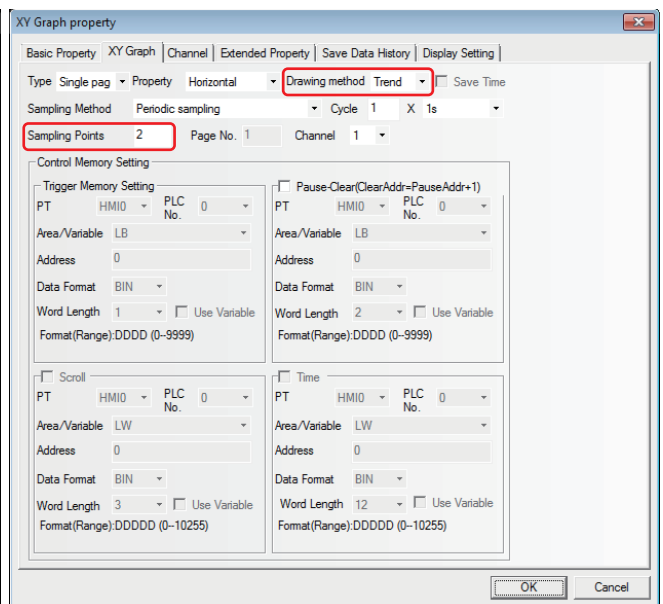 XY Graph property
Basic Property XY Graph Channel Extended Property Save Data History Display Setting
Type Single pag Property Horizontal Drawing method Trend Save Time
Sampling Method Periodic sampling Cycle 1 X 1s
Sampling Points 2 Page No. 1 Channel 1
Control Memory Setting
Trigger Memory Setting
PT HMI0 PLC No. 0
Area/Variable LB
Address 0
Data Format BIN
Word Length 1 Use Variable
Format(Range):DDDD (0--9999)
Pause-Clear(ClearAddr=PauseAddr+1)
PT HMI0 PLC No. 0
Area/Variable LB
Address 0
Data Format BIN
Word Length 2 Use Variable
Format(Range):DDDD (0--9999)
Scroll
PT HMI0 PLC No. 0
Area/Variable LW
Address 0
Data Format BIN
Word Length 3 Use Variable
Format(Range):DDDDD (0--10255)
Time
PT HMI0 PLC No. 0
Area/Variable LW
Address 0
Data Format BIN
Word Length 12 Use Variable
Format(Range):DDDDD (0--10255)
OK Cancel